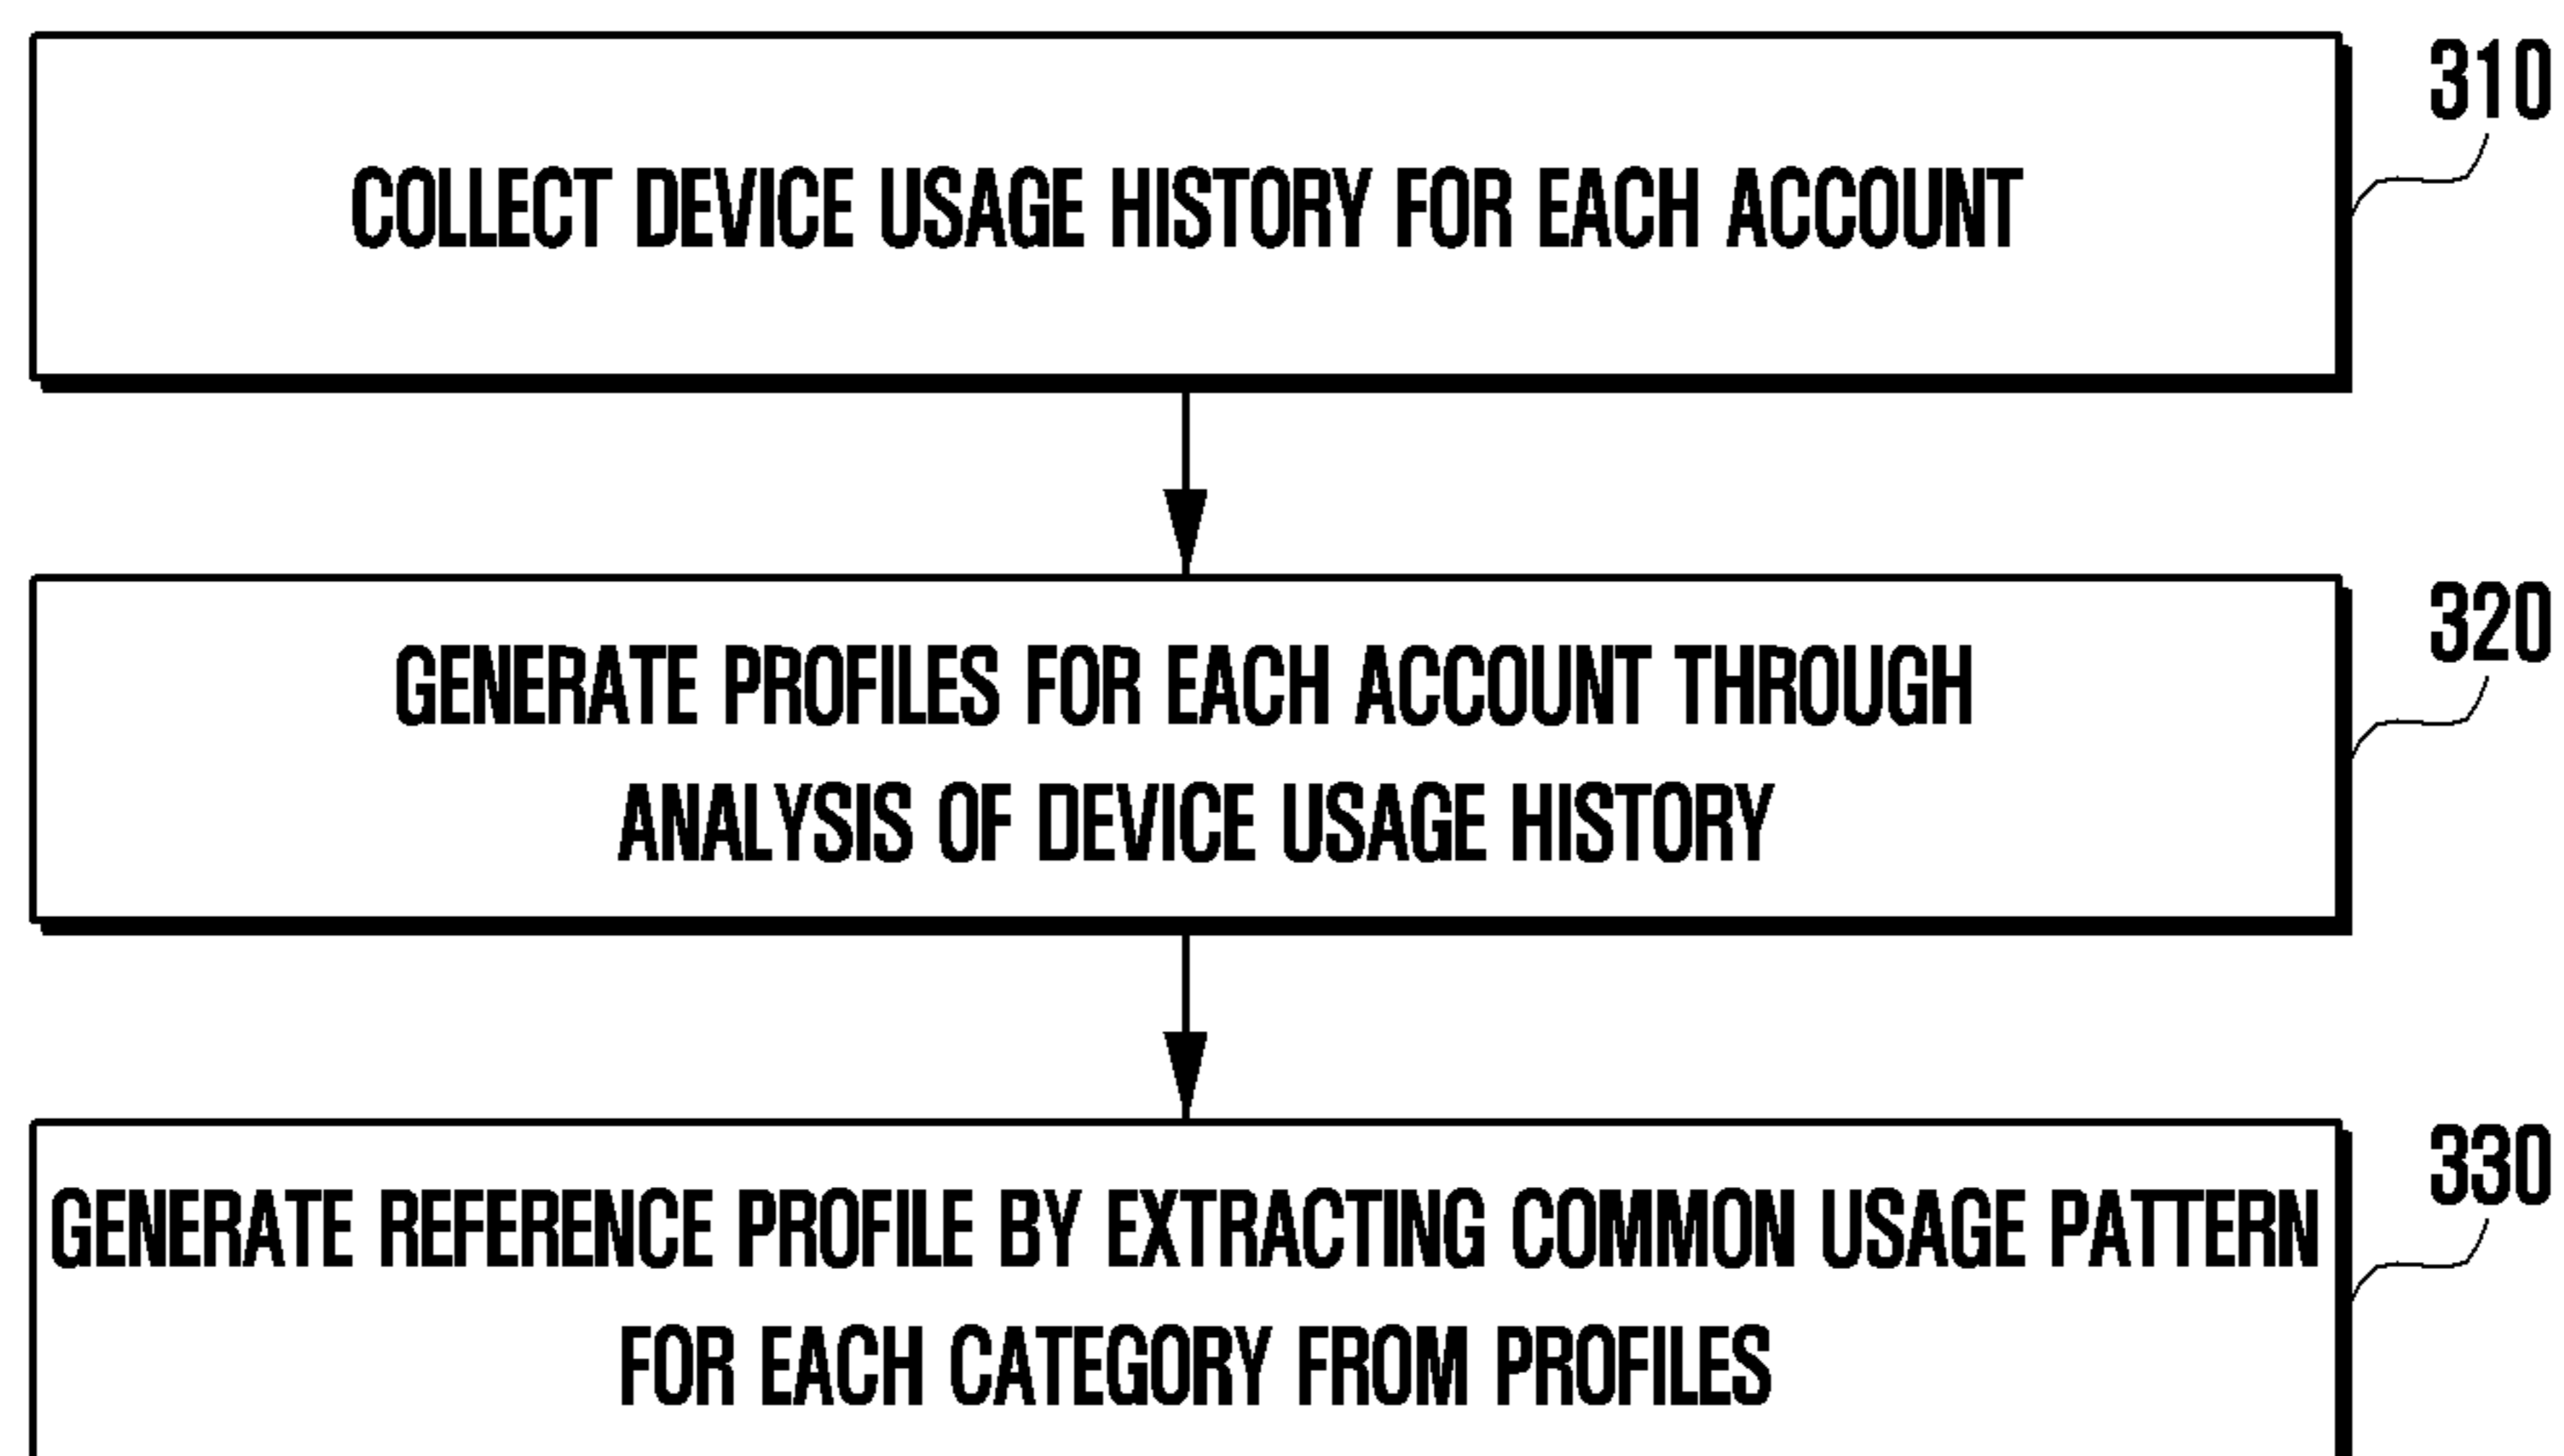 310
COLLECT DEVICE USAGE HISTORY FOR EACH ACCOUNT
320
GENERATE PROFILES FOR EACH ACCOUNT THROUGH
ANALYSIS OF DEVICE USAGE HISTORY
330
GENERATE REFERENCE PROFILE BY EXTRACTING COMMON USAGE PATTERN
FOR EACH CATEGORY FROM PROFILES